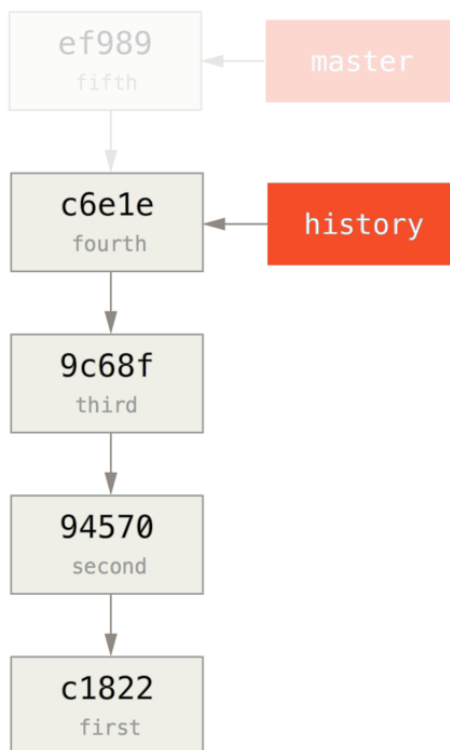 ef989
fifth
master
c6e1e
fourth
history
9c68f
third
94570
second
c1822
first